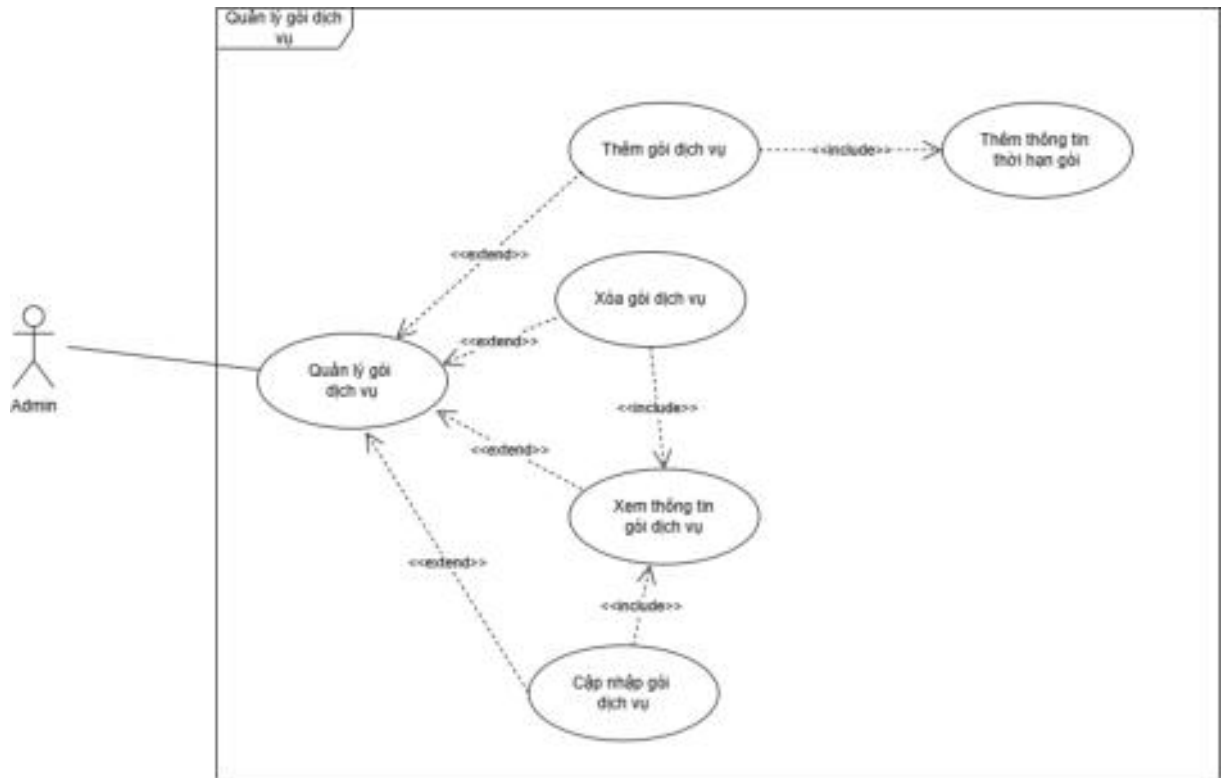 Quản lý gói dịch
vụ
Thêm gói dịch vụ
<<include>>
Thêm thông tin
thời hạn gói
<<extend>>
Xóa gói dịch vụ
<<extend>>
Quản lý gói
dịch vụ
Admin
<<include>>
<<extend>>
Xem thông tin
gói dịch vụ
<<extend>>
<<include>>
Cập nhập gói
dịch vụ